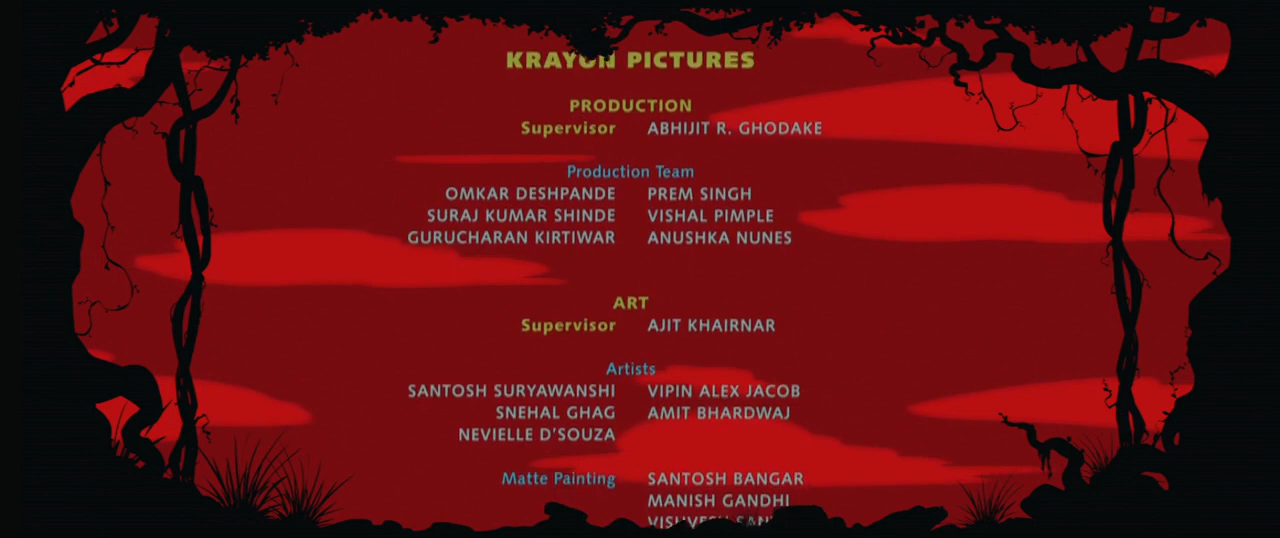 KRAYON PICTURES
PRODUCTION
Supervisor ABHIJIT R. GHODAKE
Production Team
OMKAR DESHPANDE PREM SINGH
SURAJ KUMAR SHINDE VISHAL PIMPLE
GURUCHARAN KIRTIWAR ANUSHKA NUNES
ART
Supervisor AJIT KHAIRNAR
Artists
SANTOSH SURYAWANSHI VIPIN ALEX JACOB
SNEHAL GHAG AMIT BHARDWAJ
NEVIELLE D'SOUZA
Matte Painting SANTOSH BANGAR
MANISH GANDHI